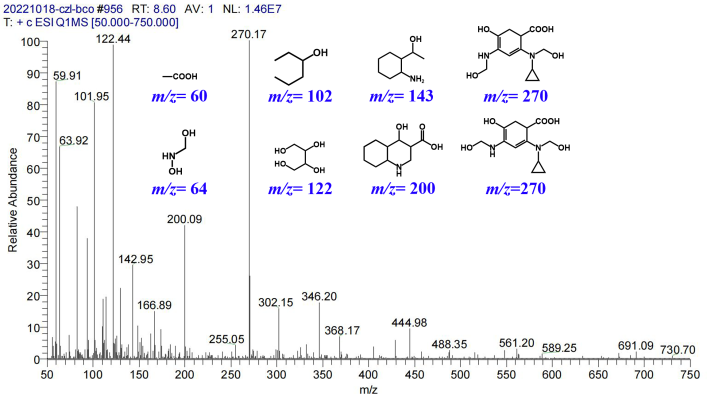 20221018-czl-bco #956 RT: 8.60 AV: 1 NL: 1.46E7
T: + c ESI Q1MS [50.000-750.000]
122.44
270.17
59.91
101.95
63.92
200.09
142.95
166.89
255.05
302.15
346.20
368.17
444.98
488.35
561.20
589.25
691.09
730.70
COOH
m/z= 60
OH
m/z= 102
OH
NH₂
m/z= 143
OH
COOH
HN
N
OH
OH
m/z= 270
OH
HN
OH
m/z= 64
OH
HO
HO
OH
m/z= 122
OH
O
OH
N
H
m/z= 200
OH
COOH
HO
N
H
N
OH
m/z=270
Relative Abundance
100
90
80
70
60
50
40
30
20
10
0
50 100 150 200 250 300 350 400 450 500 550 600 650 700 750
m/z